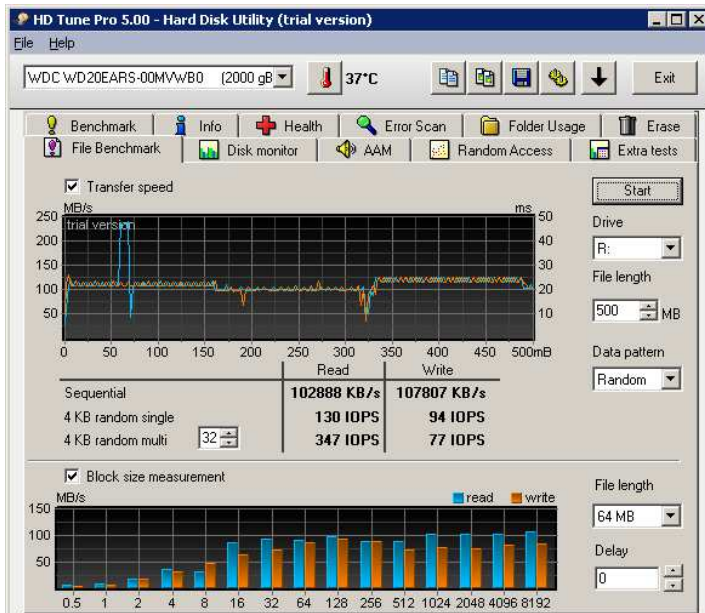 HD Tune Pro 5.00 - Hard Disk Utility (trial version)
File Help
WDC WD20EARS-00MVWB0 (2000 gB 37°C Exit
Benchmark Info Health Error Scan Folder Usage Erase
File Benchmark Disk monitor AAM Random Access Extra tests
Transfer speed Start
MB/s ms
trial version
250 50
200 40
150 30
100 20
50 10
0 50 100 150 200 250 300 350 400 450 500mB
Drive
R:
File length
500 MB
Data pattern
Random
Read Write
Sequential 102888 KB/s 107807 KB/s
4 KB random single 130 IOPS 94 IOPS
4 KB random multi 32 347 IOPS 77 IOPS
Block size measurement
MB/s read write
150
100
50
0.5 1 2 4 8 16 32 64 128 256 512 1024 2048 4096 8192
File length
64 MB
Delay
0